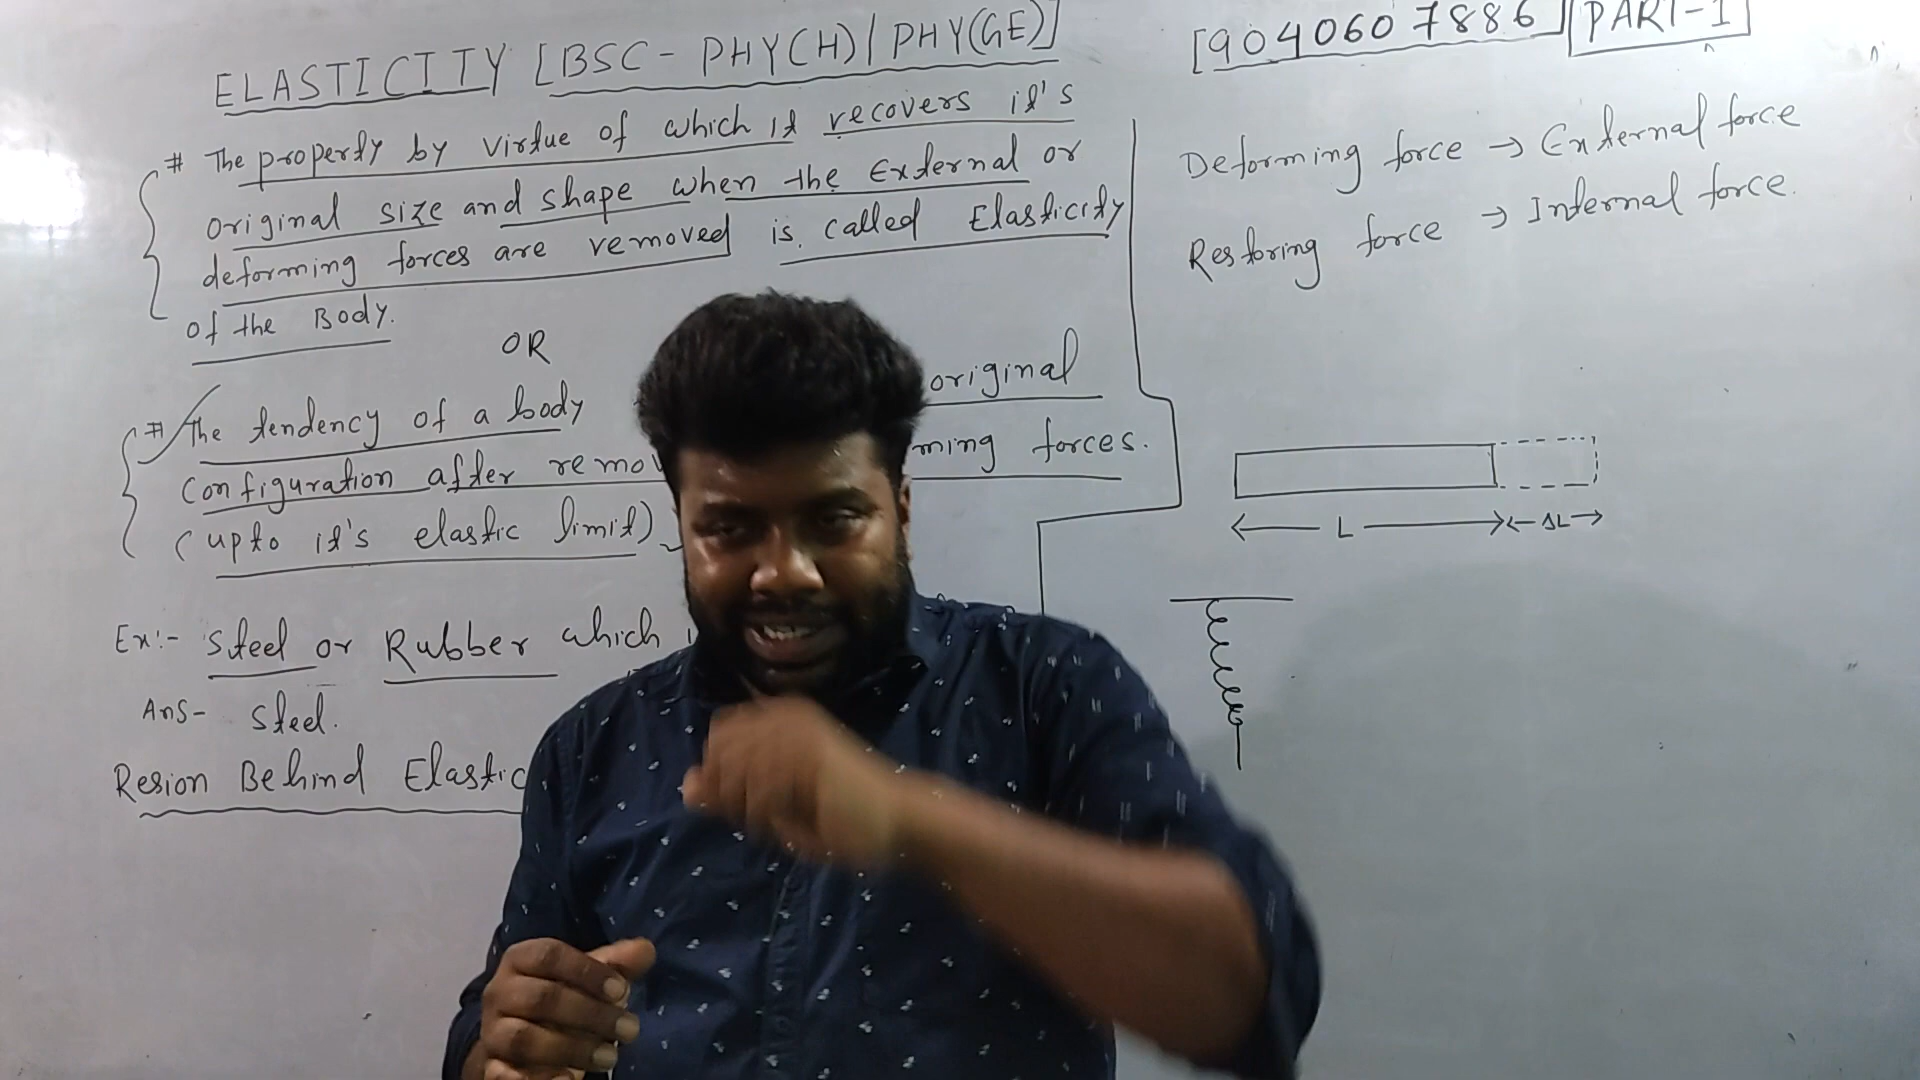 ELASTICITY [BSC - PHY(H)/PHY(GE)]
[9040607886] PART-1
# The property by virtue of which it recovers it's
original size and shape when the External or
deforming forces are removed is called Elasticity
of the Body.
OR
# The tendency of a body original
Configuration after ming forces.
(upto it's elastic limit)
Ex:- Steel or Rubber which
Ans- Steel.
Resion Behind Elastic
Deforming force → External force
Restoring force → Internal force.
L ΔL